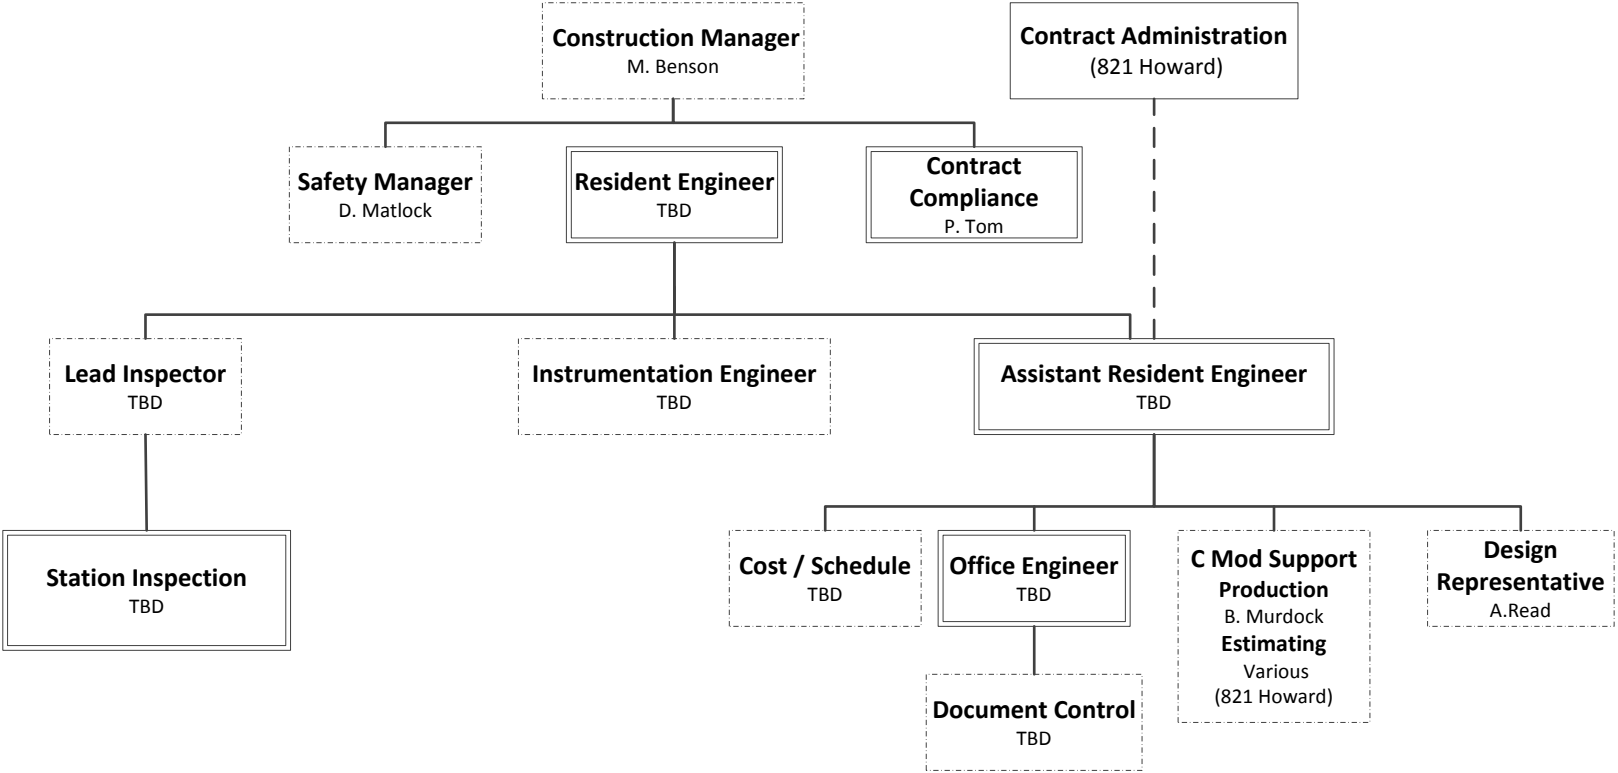 Construction Manager
M. Benson
Contract Administration
(821 Howard)
Safety Manager
D. Matlock
Resident Engineer
TBD
Contract
Compliance
P. Tom
Lead Inspector
TBD
Instrumentation Engineer
TBD
Assistant Resident Engineer
TBD
Station Inspection
TBD
Cost / Schedule
TBD
Office Engineer
TBD
C Mod Support
Production
B. Murdock
Estimating
Various
(821 Howard)
Design
Representative
A.Read
Document Control
TBD